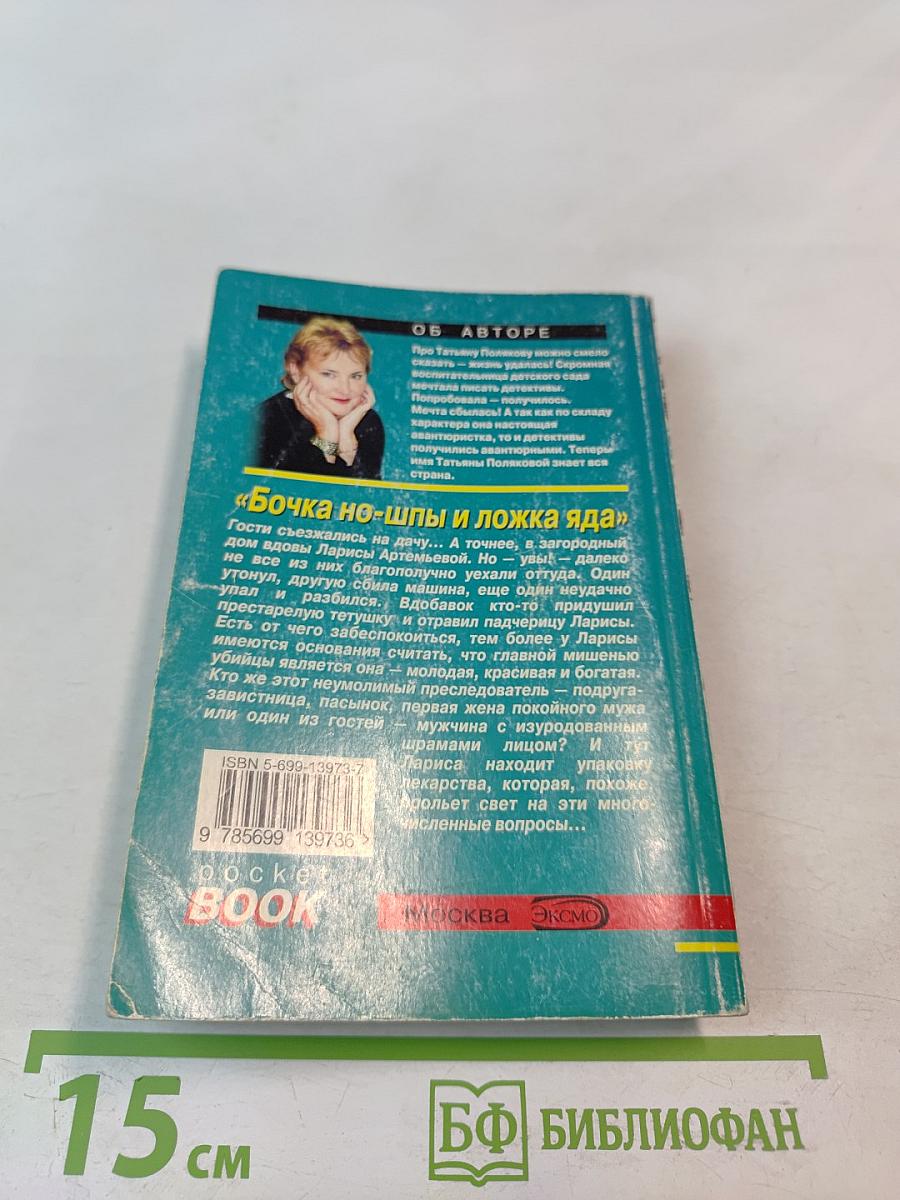 ОБ АВТОРЕ
Про Татьяну Полякову можно смело
сказать — жизнь удалась! Скромная
воспитательница детского сада
мечтала писать детективы.
Попробовала — получилось.
Мечта сбылась! А так как по складу
характера она настоящая
авантюристка, то и детективы
получились авантюрными. Теперь
имя Татьяны Поляковой знает вся
страна.
«Бочка но-шпы и ложка яда»
Гости съезжались на дачу... А точнее, в загородный
дом вдовы Ларисы Артемьевой. Но — увы! — далеко
не все из них благополучно уехали оттуда. Один
утонул, другую сбила машина, еще один неудачно
упал и разбился. Вдобавок кто-то придушил
престарелую тетушку и отравил падчерицу Ларисы.
Есть от чего забеспокоиться, тем более у Ларисы
имеются основания считать, что главной мишенью
убийцы является она — молодая, красивая и богатая.
Кто же этот неумолимый преследователь — подруга-
завистница, пасынок, первая жена покойного мужа
или один из гостей — мужчина с изуродованным
шрамами лицом? И тут
Лариса находит упаковку
лекарства, которая, похоже,
прольет свет на эти много-
численные вопросы...
ISBN 5-699-13973-7
9 785699 139736 >
pocket
BOOK
Москва ЭКСМО
15 см
БФ БИБЛИОФАН